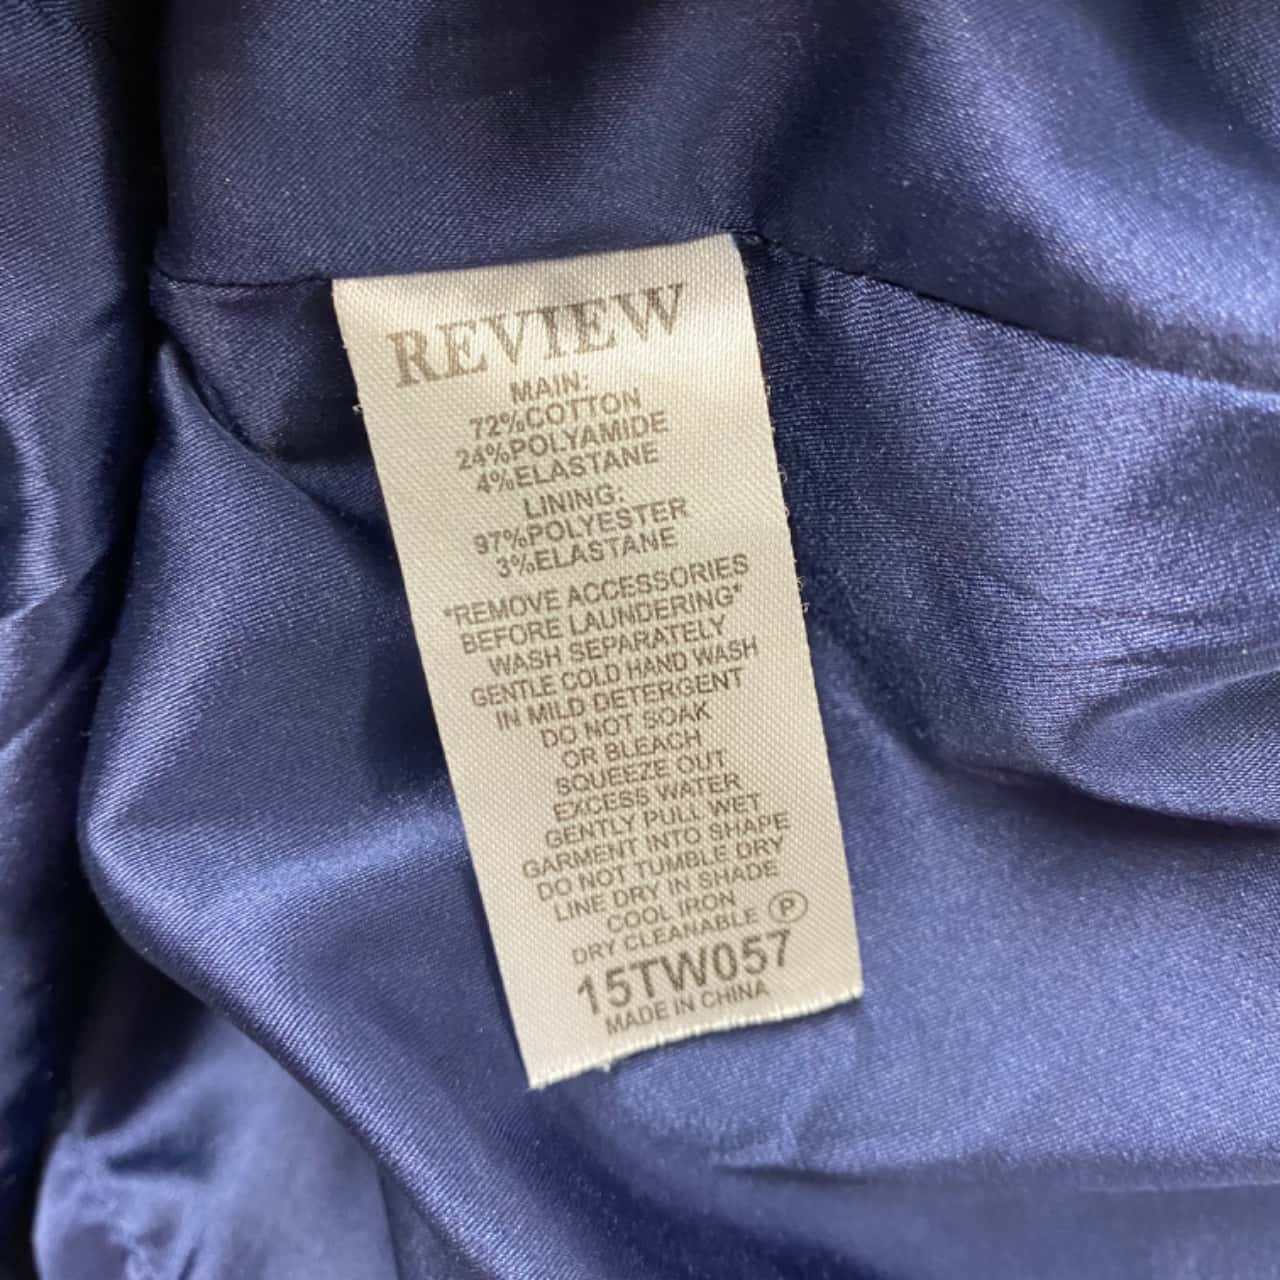 REVIEW
MAIN:
72%COTTON
24%POLYAMIDE
4%ELASTANE
LINING:
97%POLYESTER
3%ELASTANE
*REMOVE ACCESSORIES
BEFORE LAUNDERING*
WASH SEPARATELY
GENTLE COLD HAND WASH
IN MILD DETERGENT
DO NOT SOAK
OR BLEACH
SQUEEZE OUT
EXCESS WATER
GENTLY PULL WET
GARMENT INTO SHAPE
DO NOT TUMBLE DRY
LINE DRY IN SHADE
COOL IRON
DRY CLEANABLE Ⓟ
15TW057
MADE IN CHINA